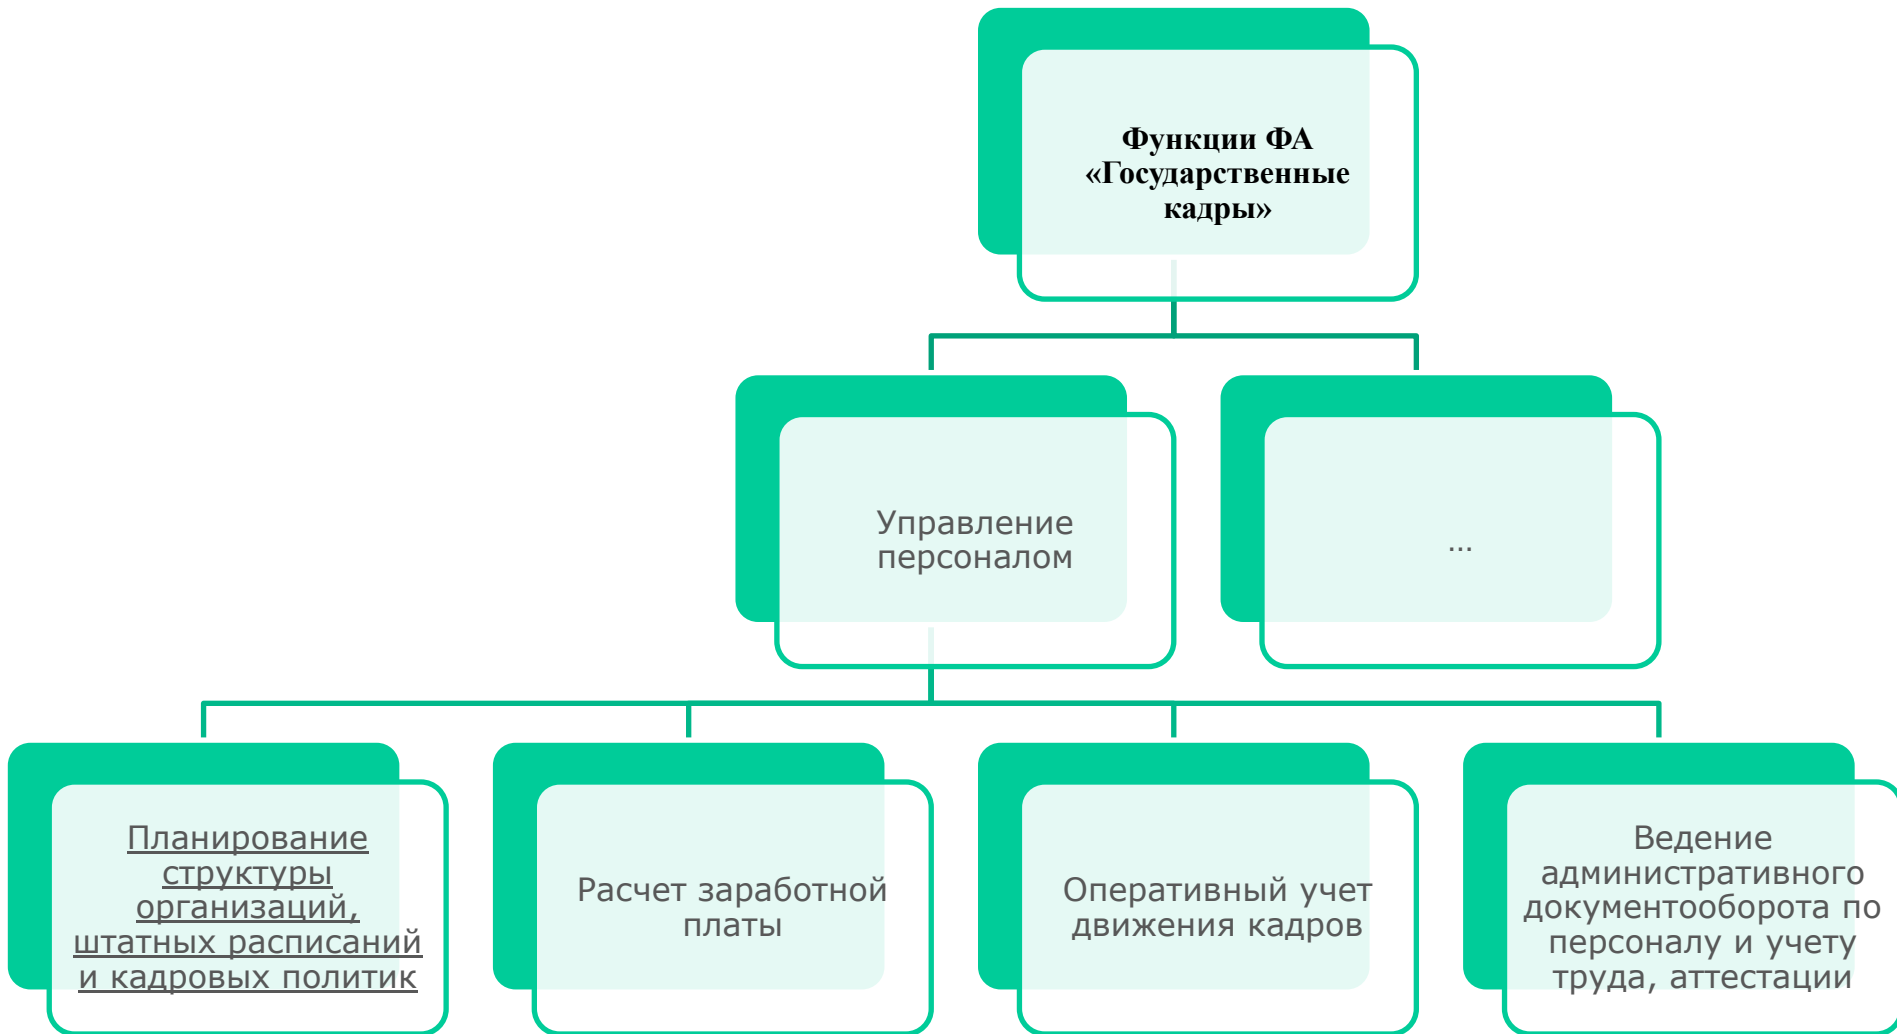 Функции ФА
«Государственные
кадры»
Управление
персоналом
...
Планирование
структуры
организаций,
штатных расписаний
и кадровых политик
Расчет заработной
платы
Оперативный учет
движения кадров
Ведение
административного
документооборота по
персоналу и учету
труда, аттестации